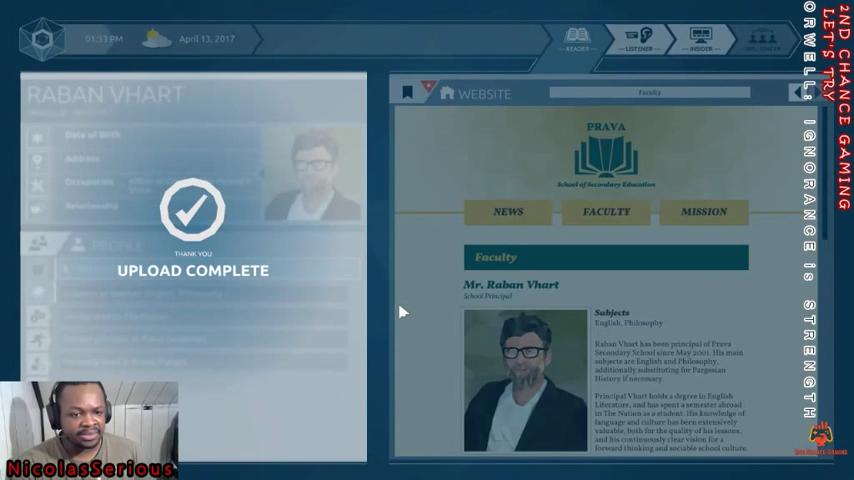 01:33 PM
April 13, 2017
READER
LISTENER
INSIDER
RABAN VHART
Date of Birth
Address
Occupation
Relationship
PROFILE
THANK YOU
UPLOAD COMPLETE
WEBSITE
Faculty
PRAVA
School of Secondary Education
NEWS
FACULTY
MISSION
Faculty
Mr. Raban Vhart
School Principal
Subjects
English, Philosophy
Raban Vhart has been principal of Prava
Secondary School since May 2001. His main
subjects are English and Philosophy,
additionally substituting for Pargesian
History if necessary.
Principal Vhart holds a degree in English
Literature, and has spent a semester abroad
in The Nation as a student. His knowledge of
language and culture has been extensively
valuable, both for the quality of his lessons,
and his continuously clear vision for a
forward thinking and sociable school culture.
2ND CHANCE GAMING
LET'S TRY
ORWELL: IGNORANCE is STRENGTH
NicolasSerious